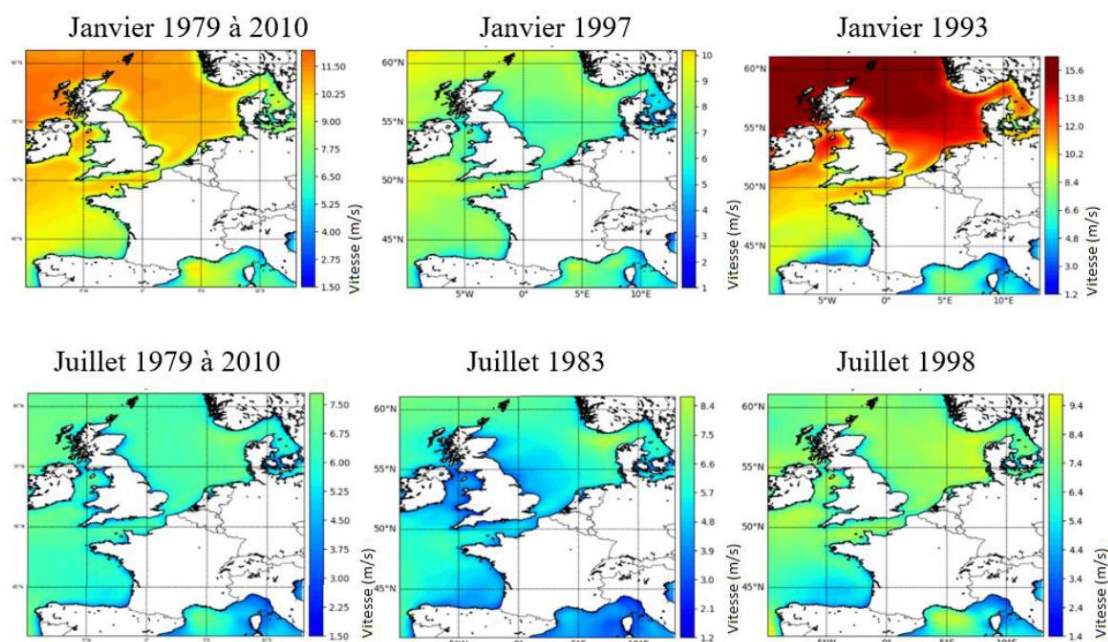 Janvier 1979 à 2010
11.50
10.25
9.00
7.75
6.50
5.25
4.00
2.75
1.50
Vitesse (m/s)
Janvier 1997
60°N
55°N
50°N
45°N
5°W
0°
5°E
10°E
10
9
8
7
6
5
4
3
2
1
Vitesse (m/s)
Janvier 1993
60°N
55°N
50°N
45°N
5°W
0°
5°E
10°E
15.6
13.8
12.0
10.2
8.4
6.6
4.8
3.0
1.2
Vitesse (m/s)
Juillet 1979 à 2010
7.50
6.75
6.00
5.25
4.50
3.75
3.00
2.25
1.50
Vitesse (m/s)
Juillet 1983
60°N
55°N
50°N
45°N
8.4
7.5
6.6
5.7
4.8
3.9
3.0
2.1
1.2
Vitesse (m/s)
Juillet 1998
60°N
55°N
50°N
45°N
9.4
8.4
7.4
6.4
5.4
4.4
3.4
2.4
Vitesse (m/s)